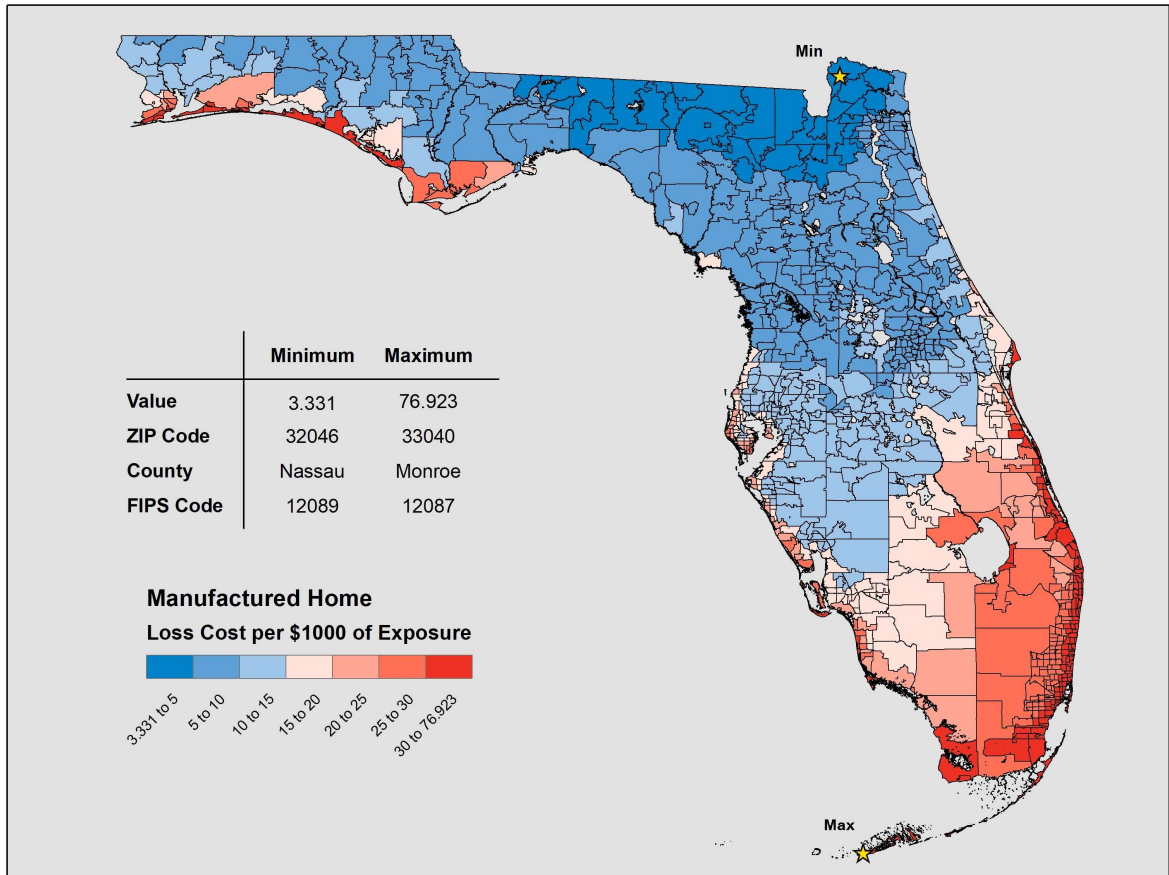 Min
Minimum Maximum
Value 3.331 76.923
ZIP Code 32046 33040
County Nassau Monroe
FIPS Code 12089 12087
Manufactured Home
Loss Cost per $1000 of Exposure
3.331 to 5
5 to 10
10 to 15
15 to 20
20 to 25
25 to 30
30 to 76.923
Max